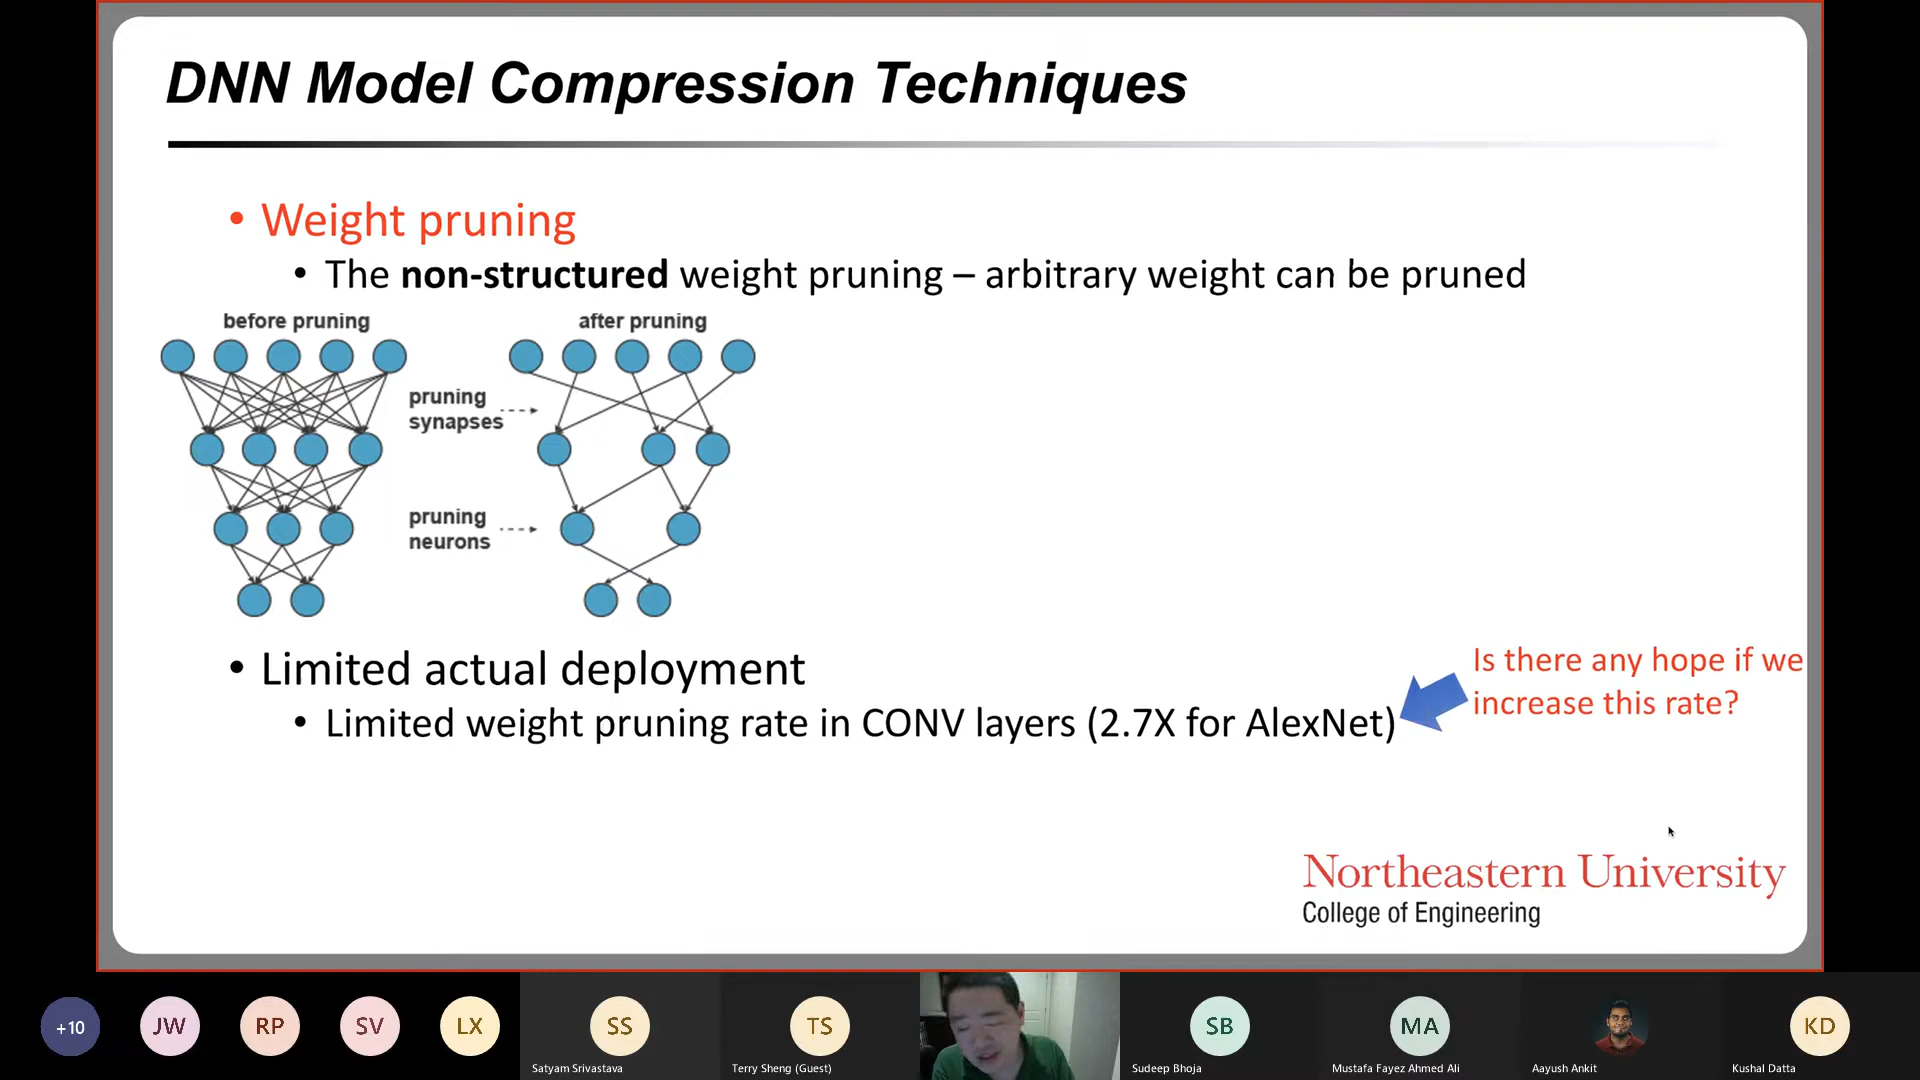 DNN Model Compression Techniques
• Weight pruning
• The non-structured weight pruning – arbitrary weight can be pruned
before pruning
after pruning
pruning
synapses
pruning
neurons
• Limited actual deployment
• Limited weight pruning rate in CONV layers (2.7X for AlexNet)
Is there any hope if we
increase this rate?
Northeastern University
College of Engineering
+10
JW
RP
SV
LX
SS
Satyam Srivastava
TS
Terry Sheng (Guest)
SB
Sudeep Bhoja
MA
Mustafa Fayez Ahmed Ali
Aayush Ankit
KD
Kushal Datta